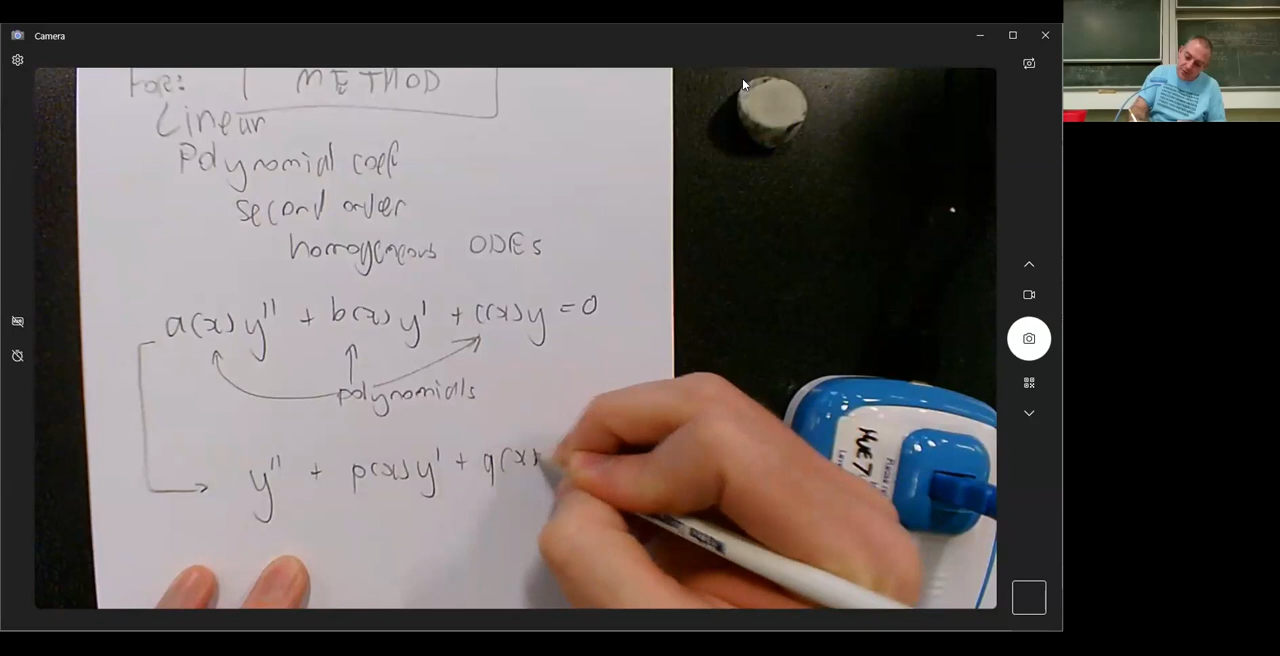 Camera
For: METHOD
Linear
Polynomial coef
second order
homogeneous ODEs
a(x)y" + b(x)y' + c(x)y = 0
polynomials
y" + p(x)y' + q(x)